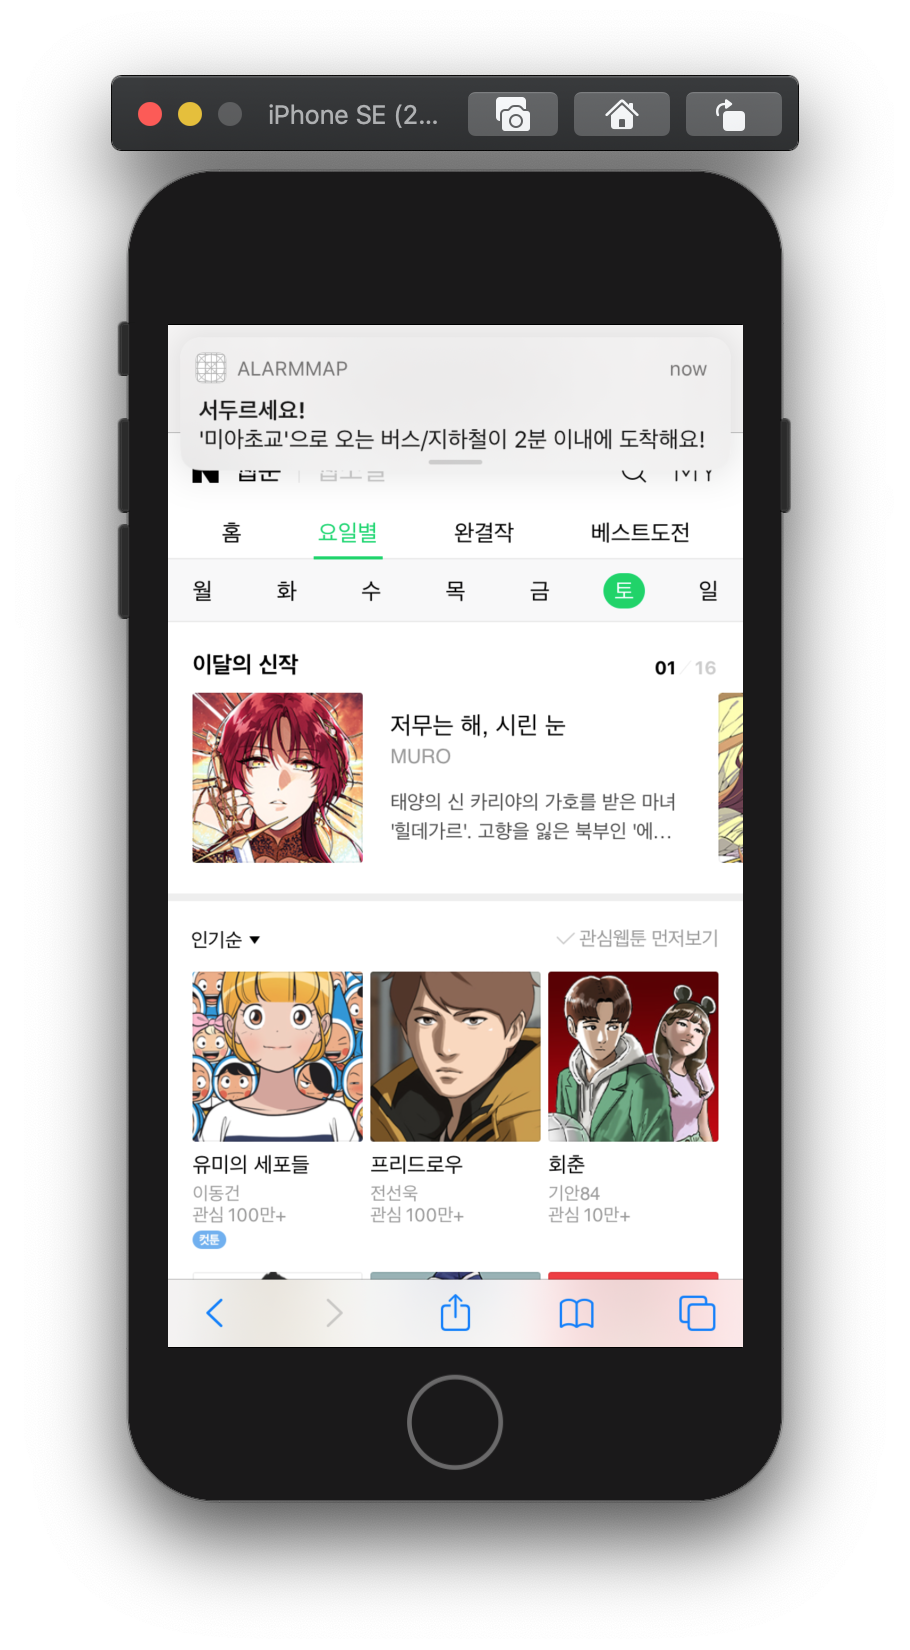 iPhone SE (2...
ALARMMAP
now
서두르세요!
'미아초교'으로 오는 버스/지하철이 2분 이내에 도착해요!
N 웹툰 웹소설 MY
홈 요일별 완결작 베스트도전
월 화 수 목 금 토 일
이달의 신작
01 / 16
저무는 해, 시린 눈
MURO
태양의 신 카리야의 가호를 받은 마녀
'힐데가르'. 고향을 잃은 북부인 '에...
인기순
관심웹툰 먼저보기
유미의 세포들
이동건
관심 100만+
컷툰
프리드로우
전선욱
관심 100만+
회춘
기안84
관심 10만+